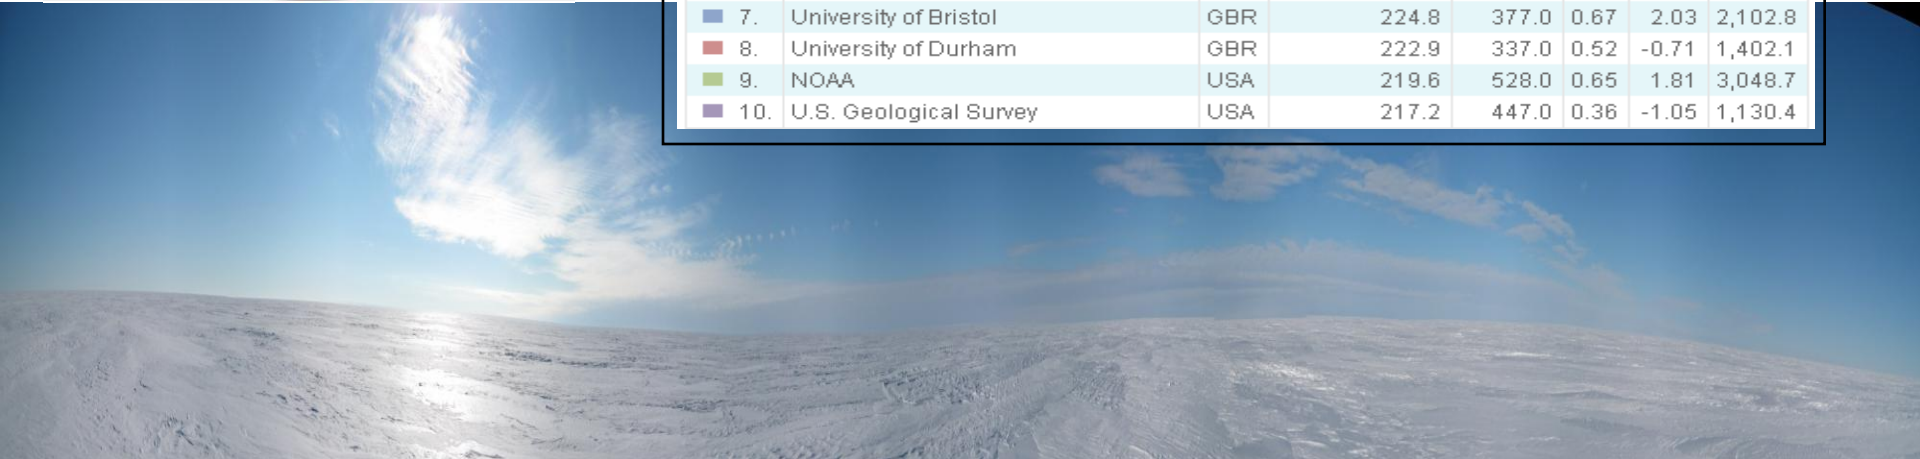 7. University of Bristol GBR 224.8 377.0 0.67 2.03 2,102.8
8. University of Durham GBR 222.9 337.0 0.52 -0.71 1,402.1
9. NOAA USA 219.6 528.0 0.65 1.81 3,048.7
10. U.S. Geological Survey USA 217.2 447.0 0.36 -1.05 1,130.4